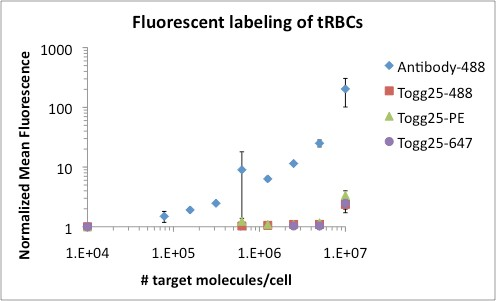 Fluorescent labeling of tRBCs
Normalized Mean Fluorescence
1000
100
10
1
1.E+04
1.E+05
1.E+06
1.E+07
# target molecules/cell
Antibody-488
Togg25-488
Togg25-PE
Togg25-647